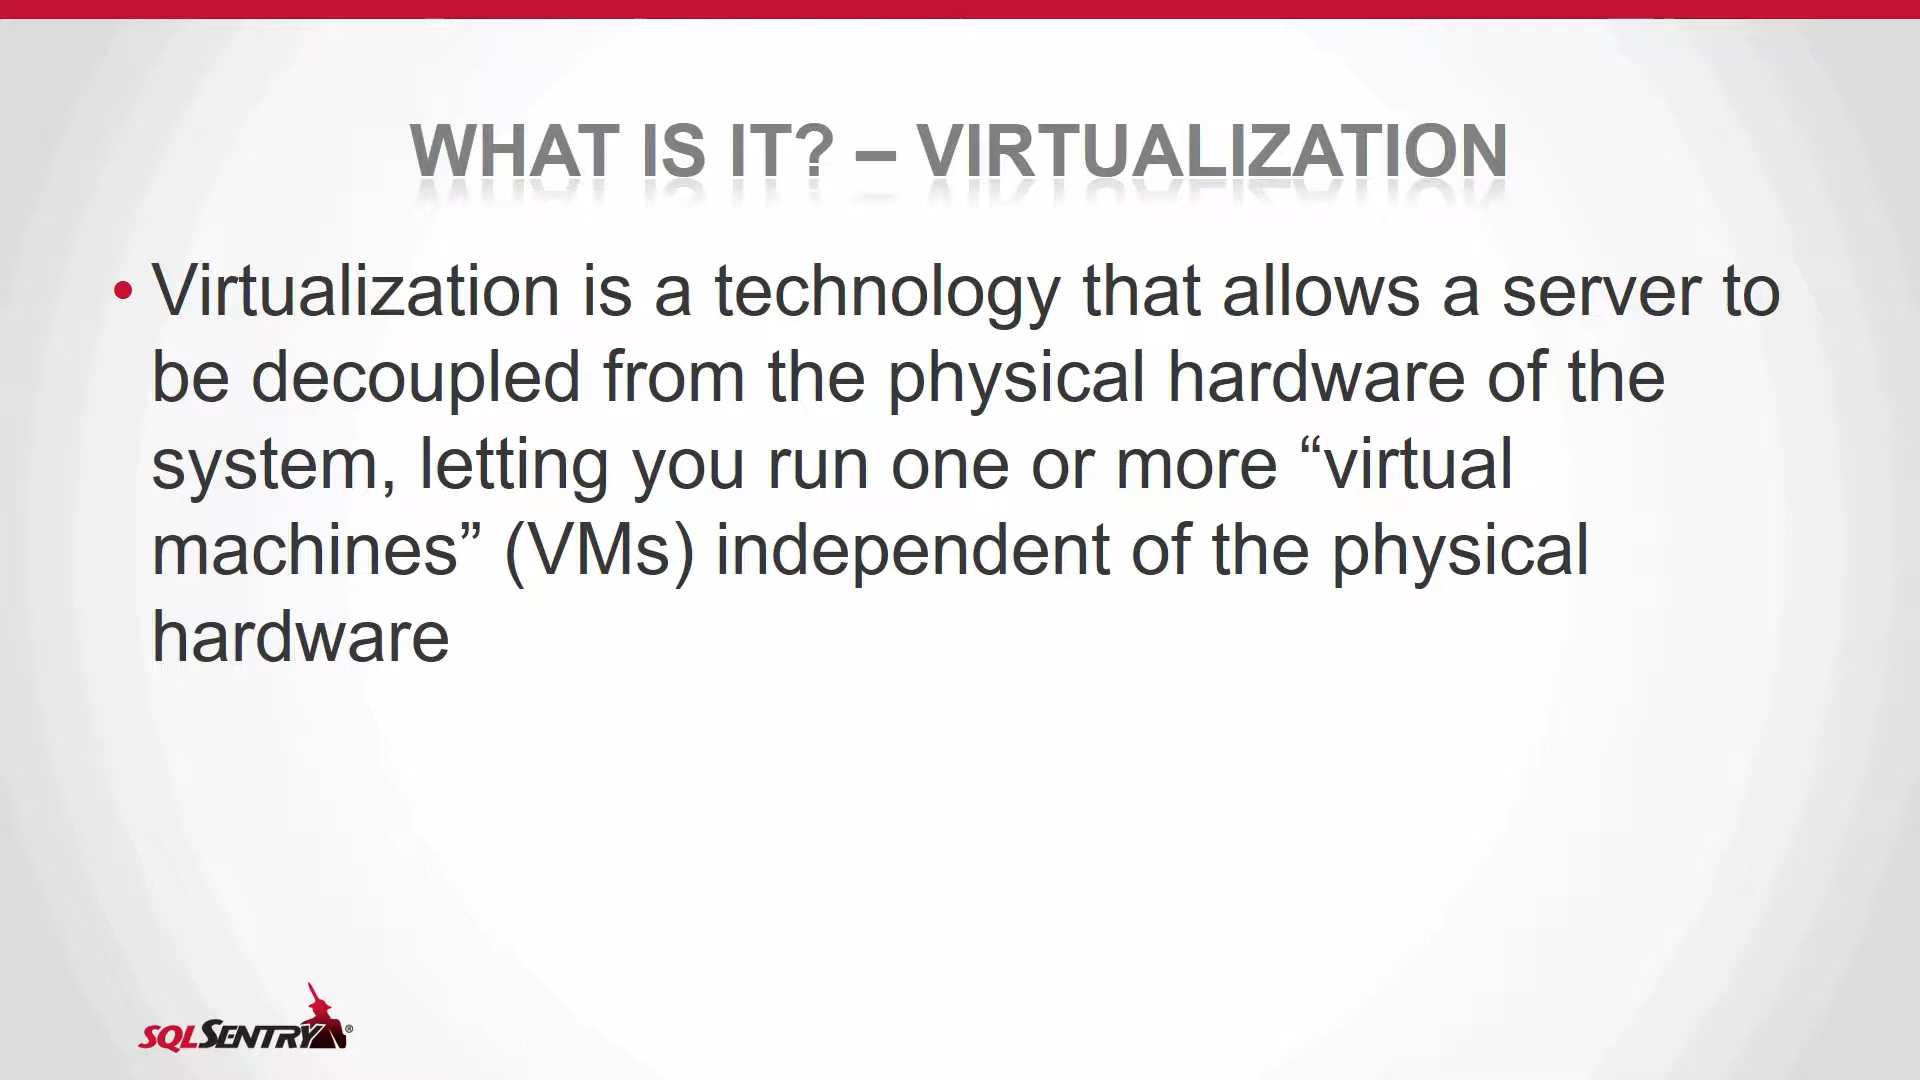 WHAT IS IT? – VIRTUALIZATION
• Virtualization is a technology that allows a server to
be decoupled from the physical hardware of the
system, letting you run one or more “virtual
machines” (VMs) independent of the physical
hardware
SQLSENTRY®